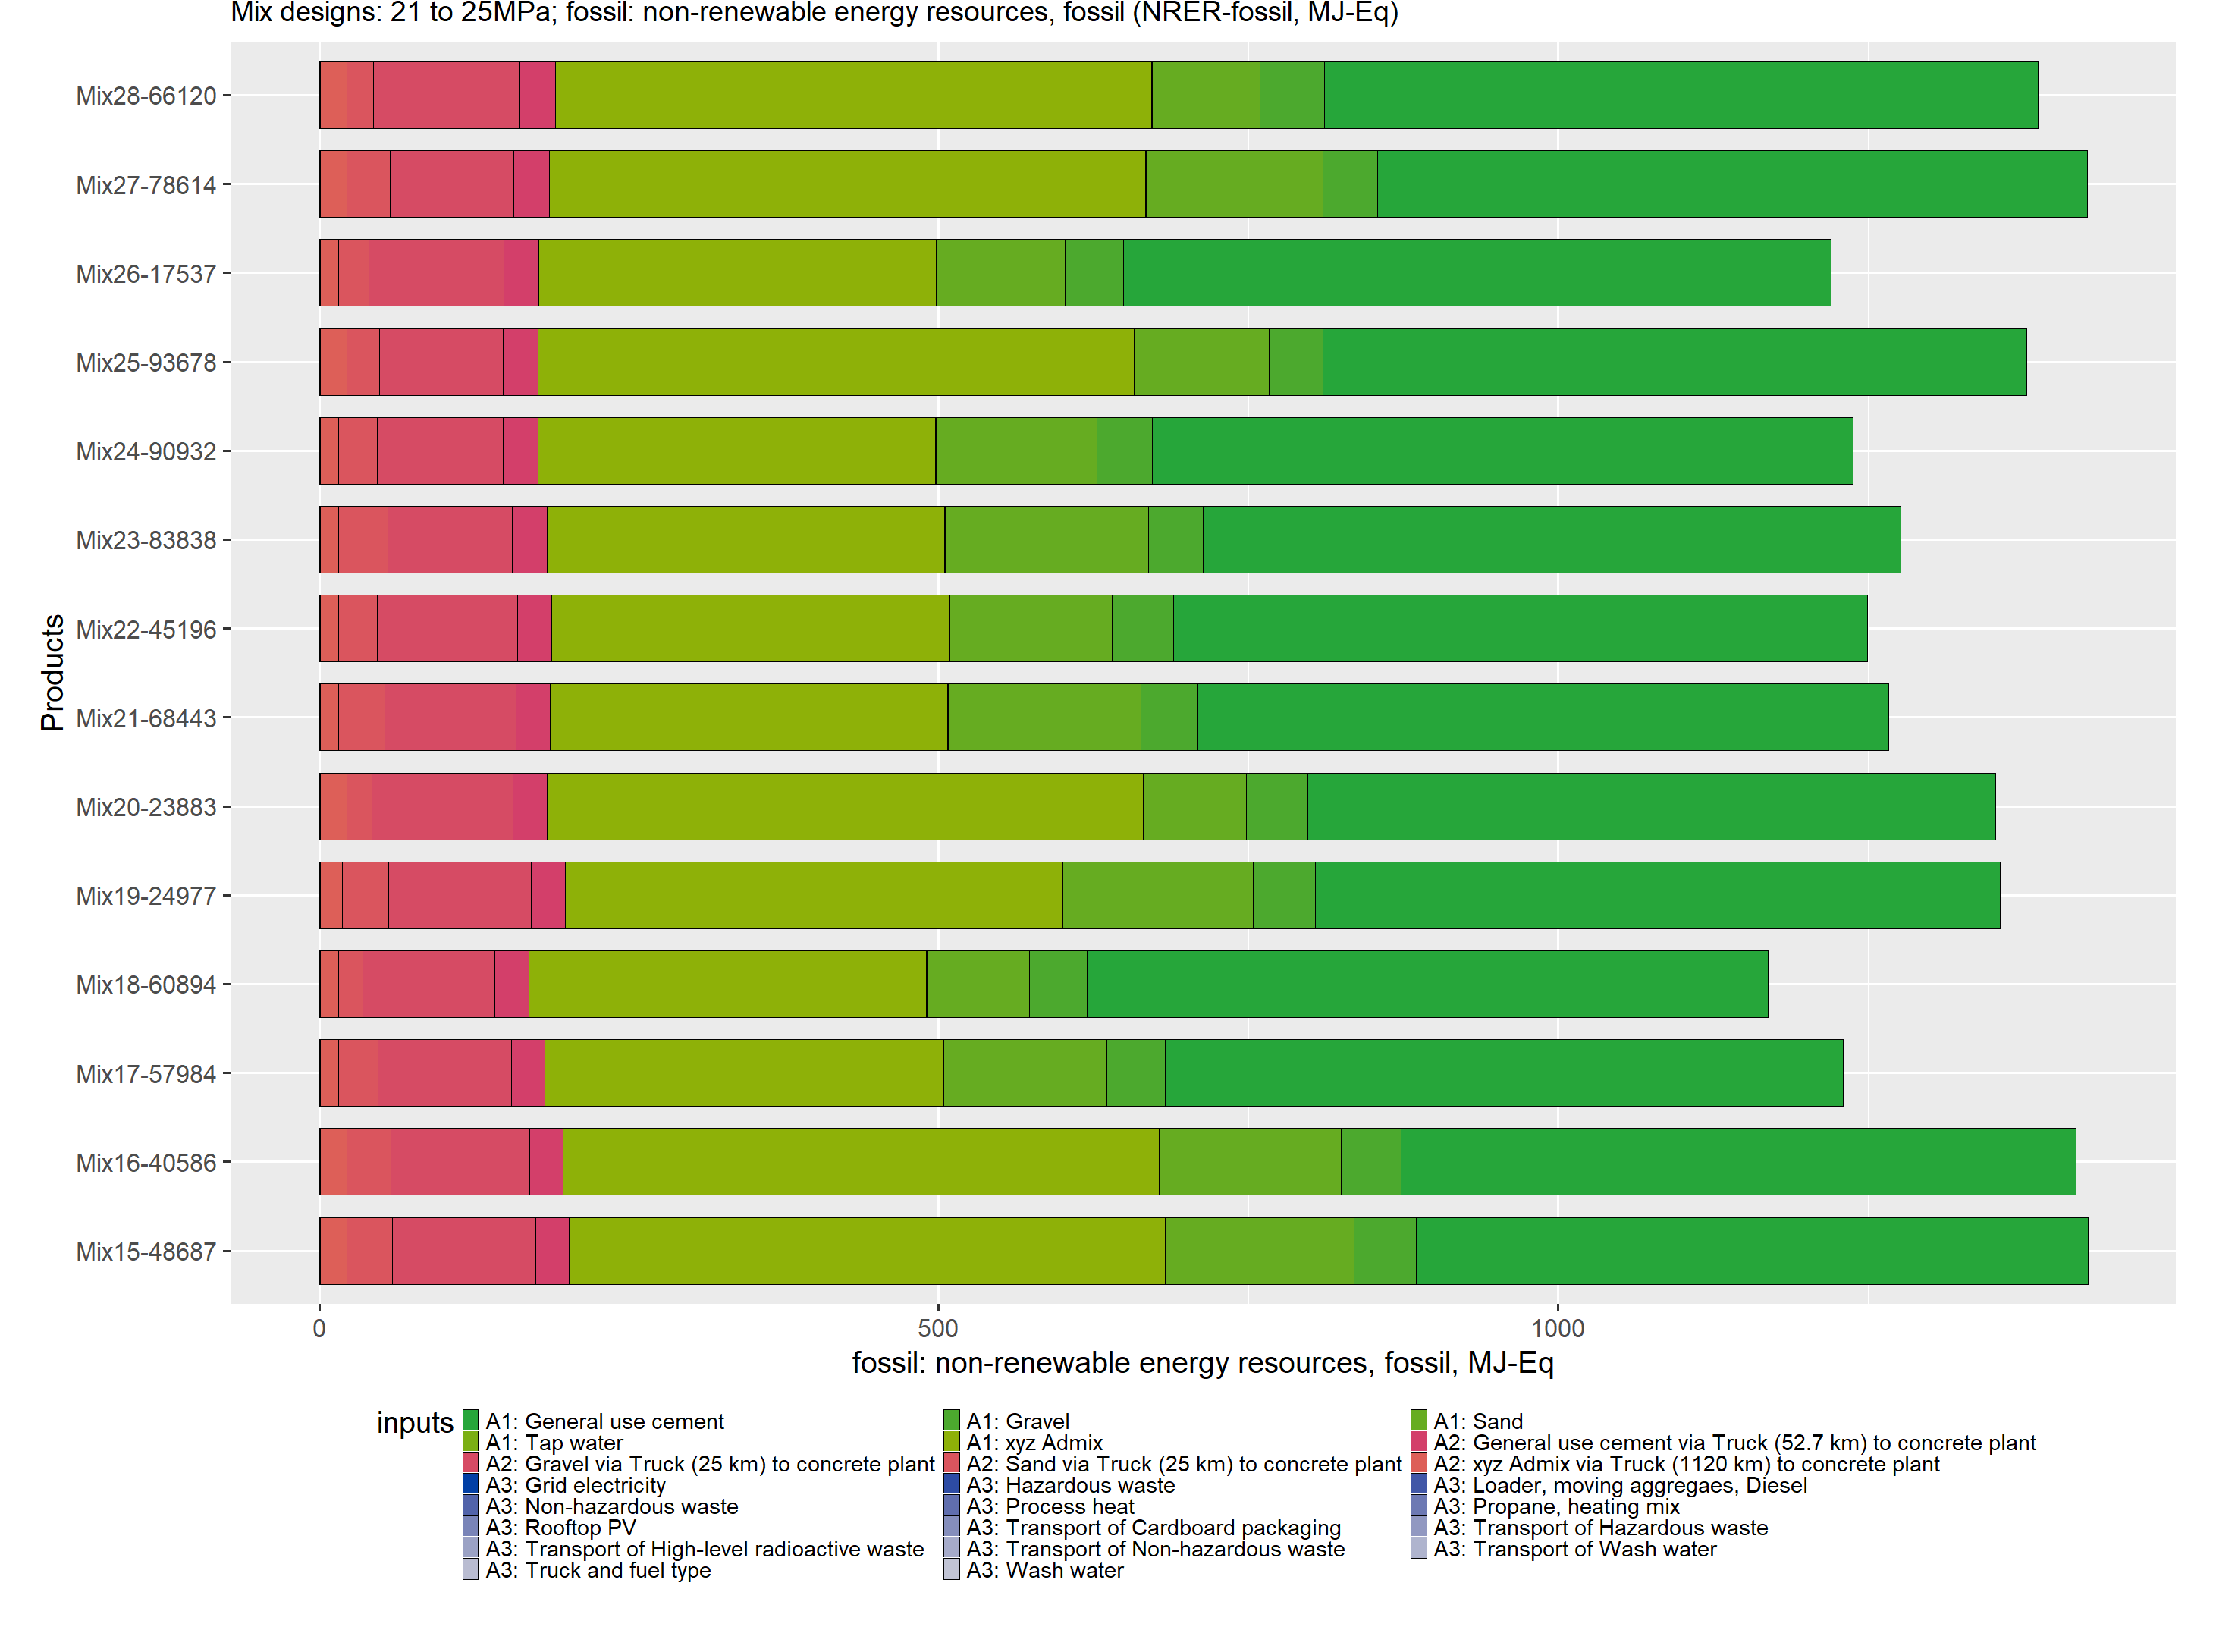 Mix designs: 21 to 25MPa; fossil: non-renewable energy resources, fossil (NRER-fossil, MJ-Eq)
Products
Mix28-66120
Mix27-78614
Mix26-17537
Mix25-93678
Mix24-90932
Mix23-83838
Mix22-45196
Mix21-68443
Mix20-23883
Mix19-24977
Mix18-60894
Mix17-57984
Mix16-40586
Mix15-48687
0 500 1000
fossil: non-renewable energy resources, fossil, MJ-Eq
inputs
A1: General use cement A1: Gravel A1: Sand
A1: Tap water A1: xyz Admix A2: General use cement via Truck (52.7 km) to concrete plant
A2: Gravel via Truck (25 km) to concrete plant A2: Sand via Truck (25 km) to concrete plant A2: xyz Admix via Truck (1120 km) to concrete plant
A3: Grid electricity A3: Hazardous waste A3: Loader, moving aggregaes, Diesel
A3: Non-hazardous waste A3: Process heat A3: Propane, heating mix
A3: Rooftop PV A3: Transport of Cardboard packaging A3: Transport of Hazardous waste
A3: Transport of High-level radioactive waste A3: Transport of Non-hazardous waste A3: Transport of Wash water
A3: Truck and fuel type A3: Wash water